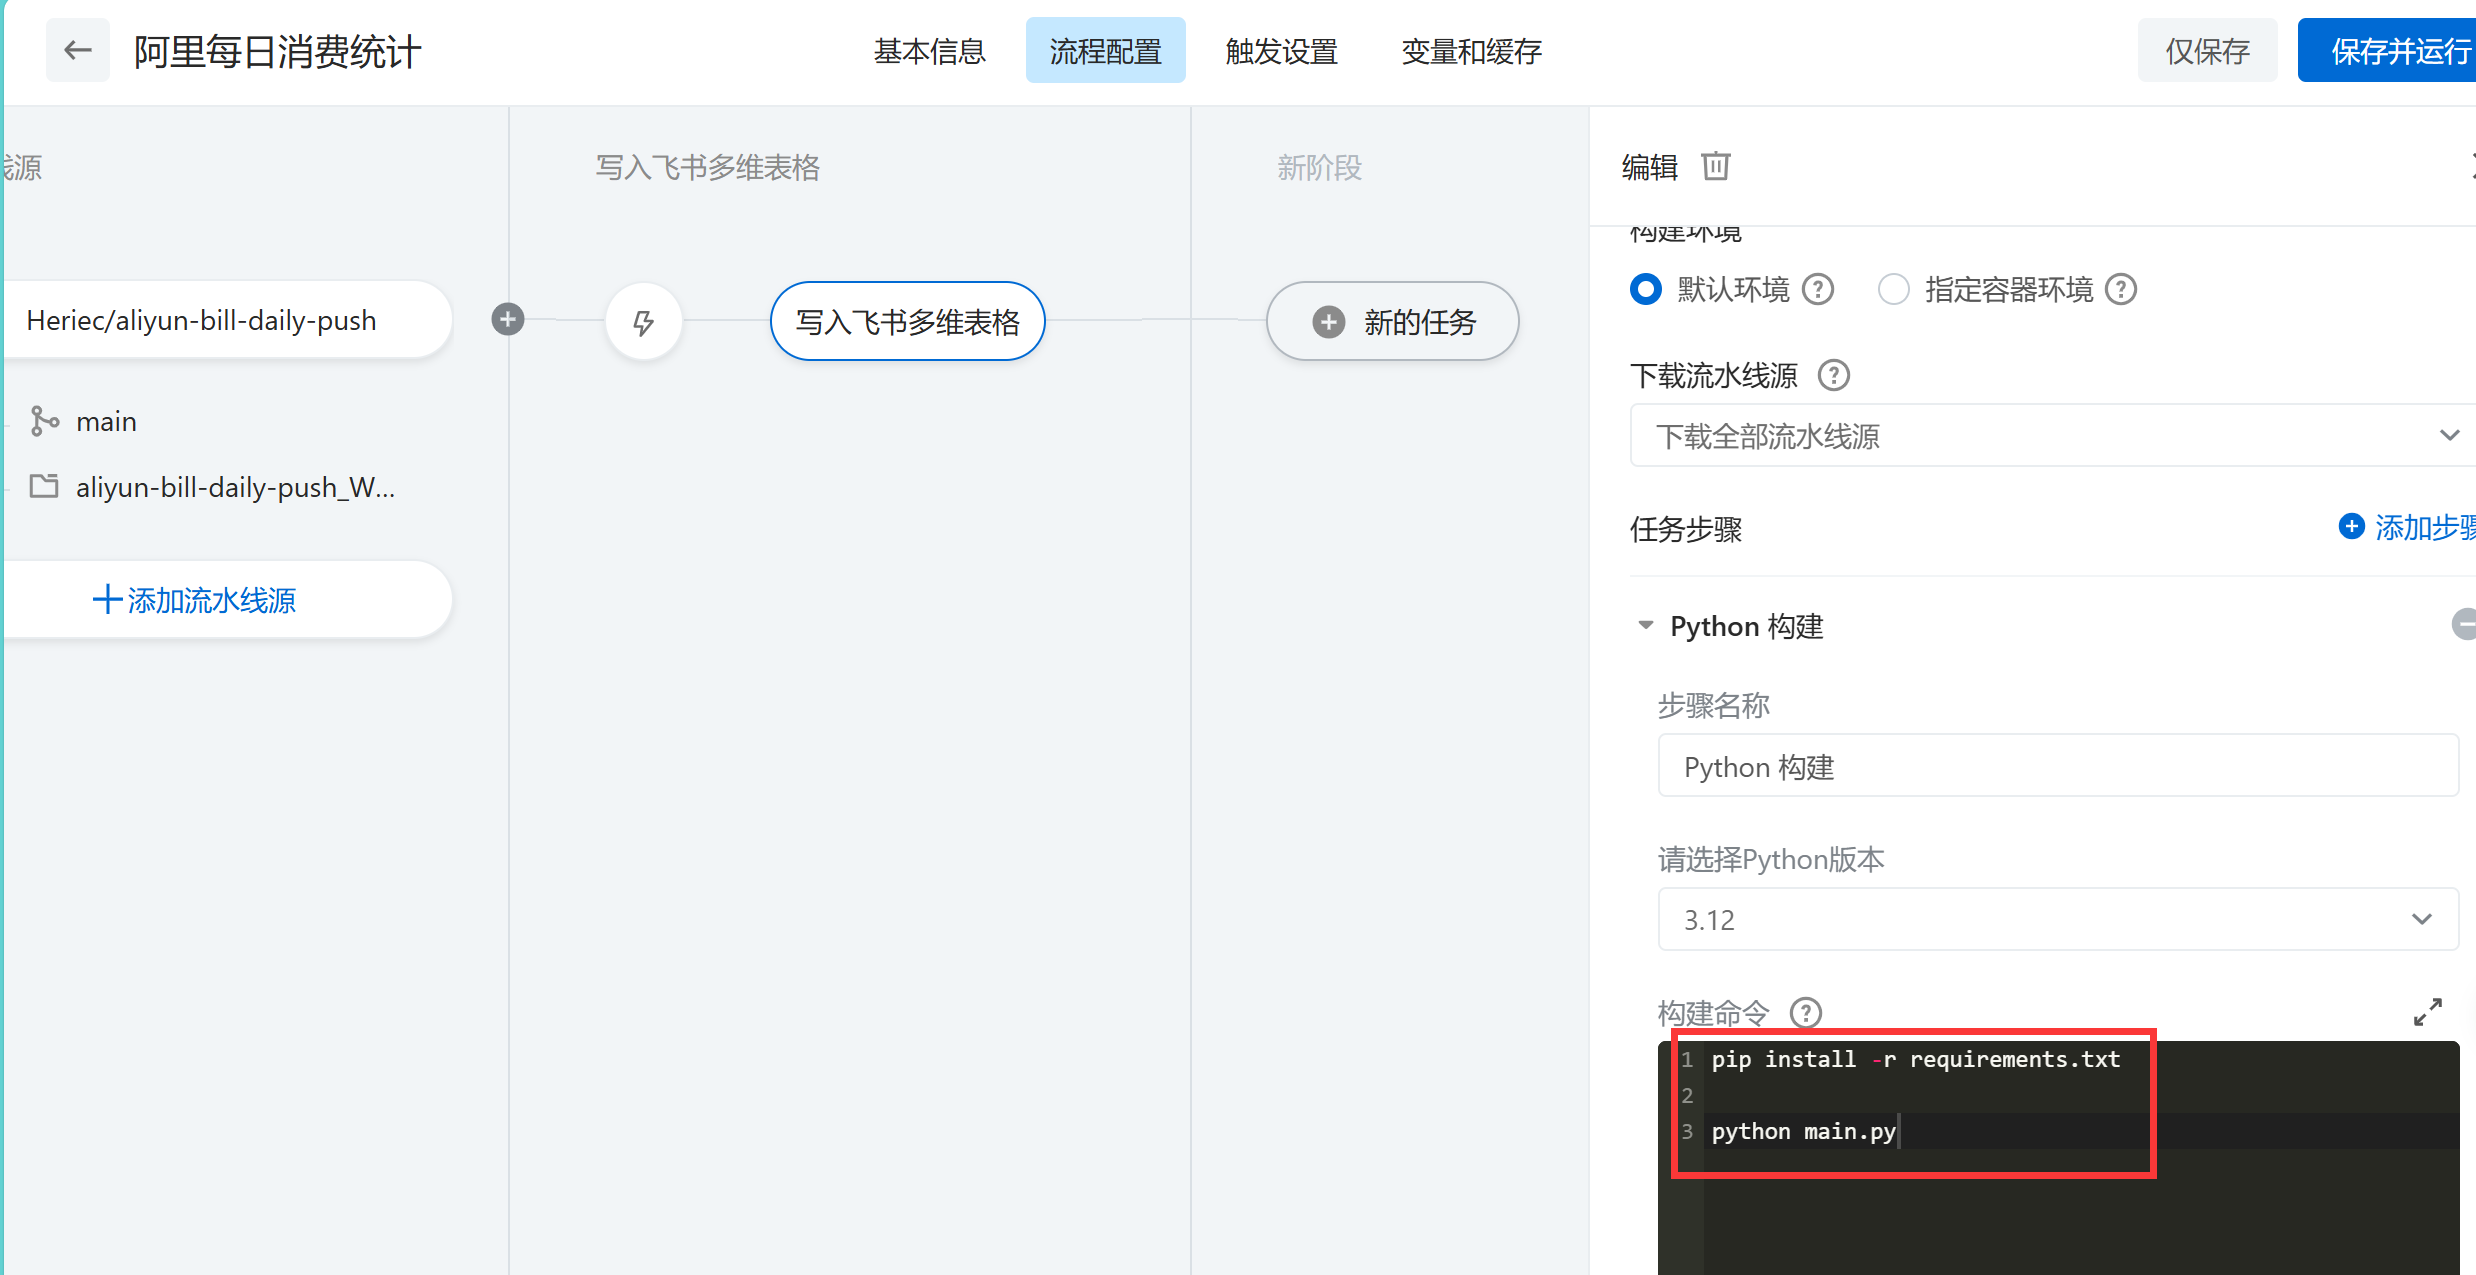 阿里每日消费统计
基本信息
流程配置
触发设置
变量和缓存
仅保存
保存并运行
线源
Heriec/aliyun-bill-daily-push
main
aliyun-bill-daily-push_W...
添加流水线源
写入飞书多维表格
写入飞书多维表格
新阶段
新的任务
编辑
构建环境
默认环境
指定容器环境
下载流水线源
下载全部流水线源
任务步骤
添加步骤
Python 构建
步骤名称
Python 构建
请选择Python版本
3.12
构建命令
1 pip install -r requirements.txt
2
3 python main.py